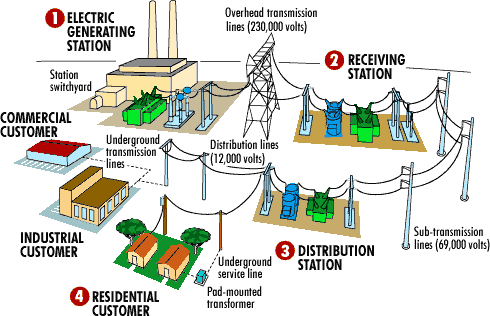 1 ELECTRIC
GENERATING
STATION
Overhead transmission
lines (230,000 volts)
2 RECEIVING
STATION
Station
switchyard
COMMERCIAL
CUSTOMER
Underground
transmission
lines
Distribution lines
(12,000 volts)
INDUSTRIAL
CUSTOMER
Sub-transmission
lines (69,000 volts)
3 DISTRIBUTION
STATION
Underground
service line
Pad-mounted
transformer
4 RESIDENTIAL
CUSTOMER